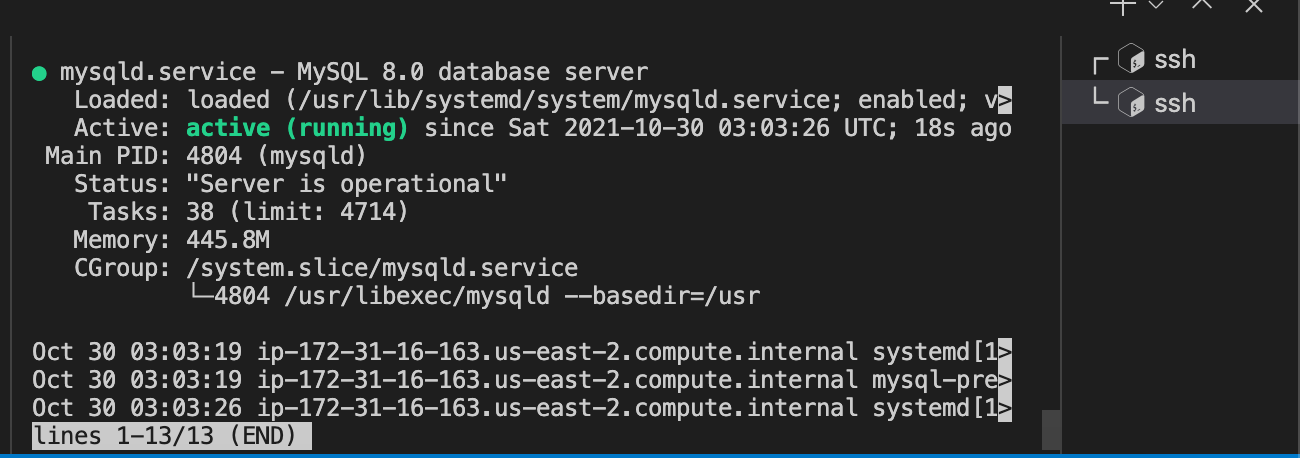 ● mysqld.service - MySQL 8.0 database server
Loaded: loaded (/usr/lib/systemd/system/mysqld.service; enabled; v>
Active: active (running) since Sat 2021-10-30 03:03:26 UTC; 18s ago
Main PID: 4804 (mysqld)
Status: "Server is operational"
Tasks: 38 (limit: 4714)
Memory: 445.8M
CGroup: /system.slice/mysqld.service
└─4804 /usr/libexec/mysqld --basedir=/usr
Oct 30 03:03:19 ip-172-31-16-163.us-east-2.compute.internal systemd[1>
Oct 30 03:03:19 ip-172-31-16-163.us-east-2.compute.internal mysql-pre>
Oct 30 03:03:26 ip-172-31-16-163.us-east-2.compute.internal systemd[1>
lines 1-13/13 (END)
ssh
ssh